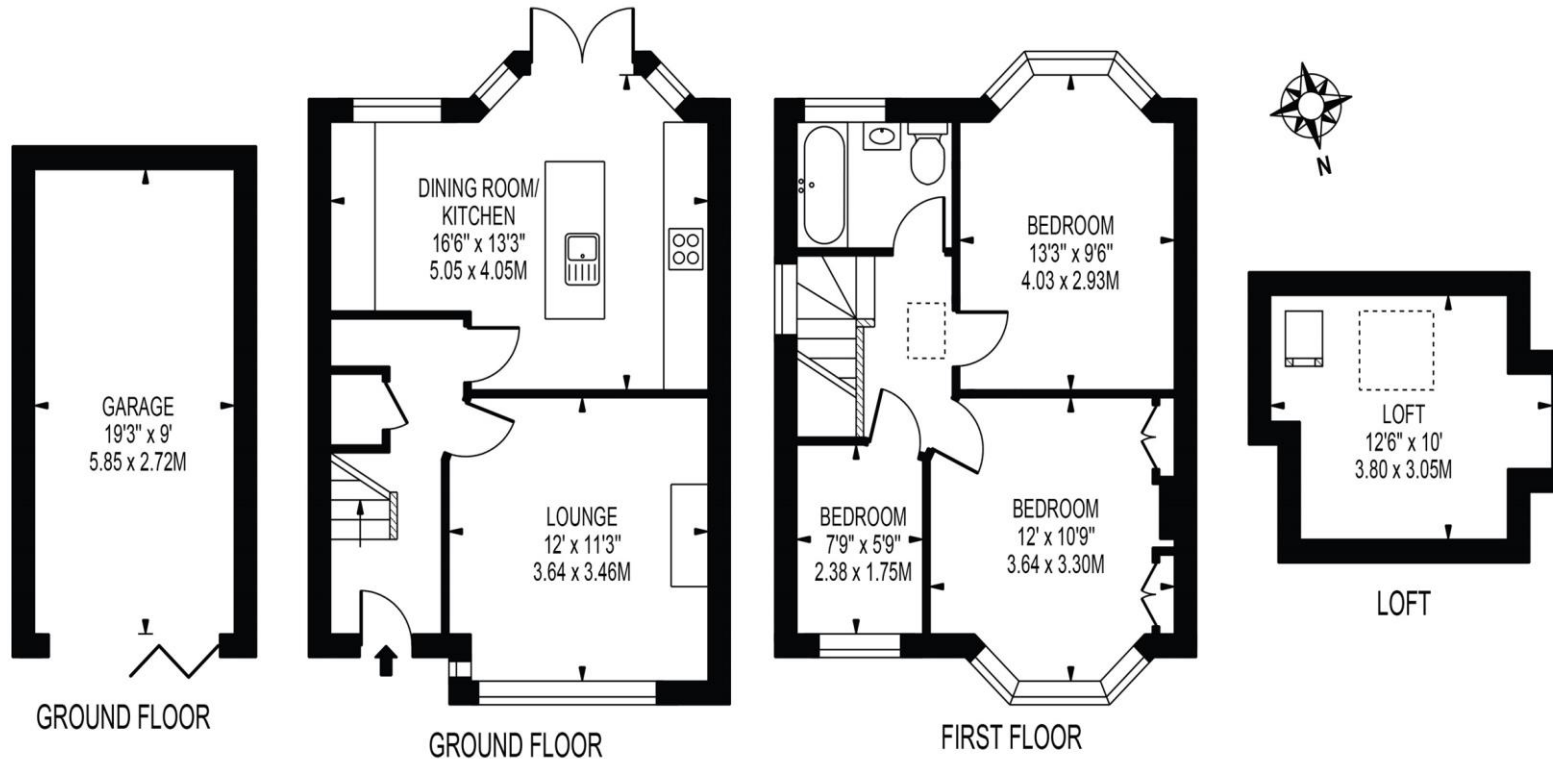 GARAGE
19'3" x 9'
5.85 x 2.72M
GROUND FLOOR
DINING ROOM/
KITCHEN
16'6" x 13'3"
5.05 x 4.05M
LOUNGE
12' x 11'3"
3.64 x 3.46M
GROUND FLOOR
BEDROOM
13'3" x 9'6"
4.03 x 2.93M
BEDROOM
7'9" x 5'9"
2.38 x 1.75M
BEDROOM
12' x 10'9"
3.64 x 3.30M
FIRST FLOOR
N
LOFT
12'6" x 10'
3.80 x 3.05M
LOFT